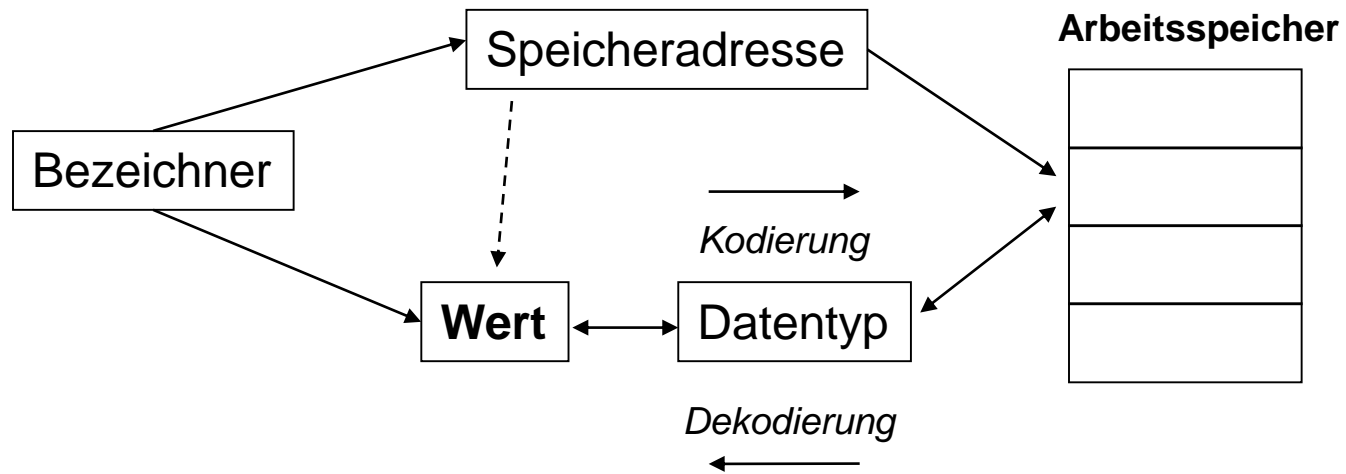 Speicheradresse
Arbeitsspeicher
Bezeichner
Kodierung
Wert
Datentyp
Dekodierung